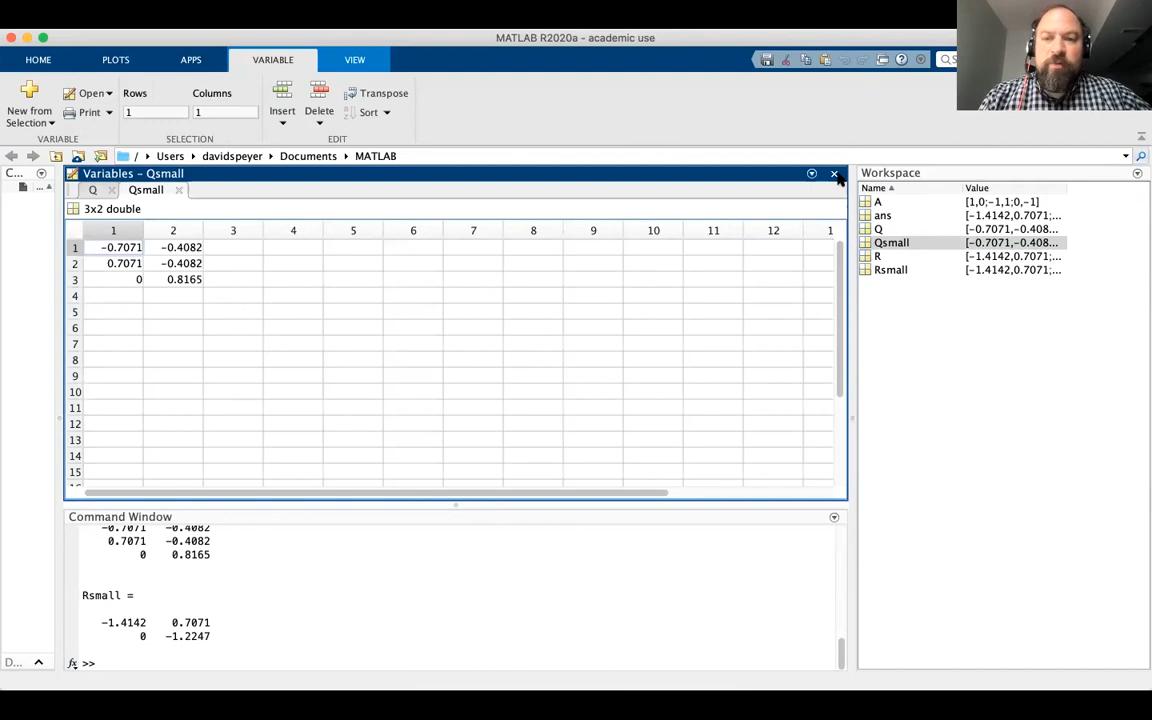 MATLAB R2020a - academic use
HOME PLOTS APPS VARIABLE VIEW
New from Selection
Open
Print
VARIABLE
Rows Columns
1 1
SELECTION
Insert Delete
Transpose
Sort
EDIT
/ Users davidspeyer Documents MATLAB
C...
Variables - Qsmall
Q Qsmall
3x2 double
1 2 3 4 5 6 7 8 9 10 11 12 1
1 -0.7071 -0.4082
2 0.7071 -0.4082
3 0 0.8165
4
5
6
7
8
9
10
11
12
13
14
15
Workspace
Name Value
A [1,0;-1,1;0,-1]
ans [-1.4142,0.7071;...
Q [-0.7071,-0.408...
Qsmall [-0.7071,-0.408...
R [-1.4142,0.7071;...
Rsmall [-1.4142,0.7071;...
Command Window
-0.7071 -0.4082
0.7071 -0.4082
0 0.8165
Rsmall =
-1.4142 0.7071
0 -1.2247
fx >>
D...